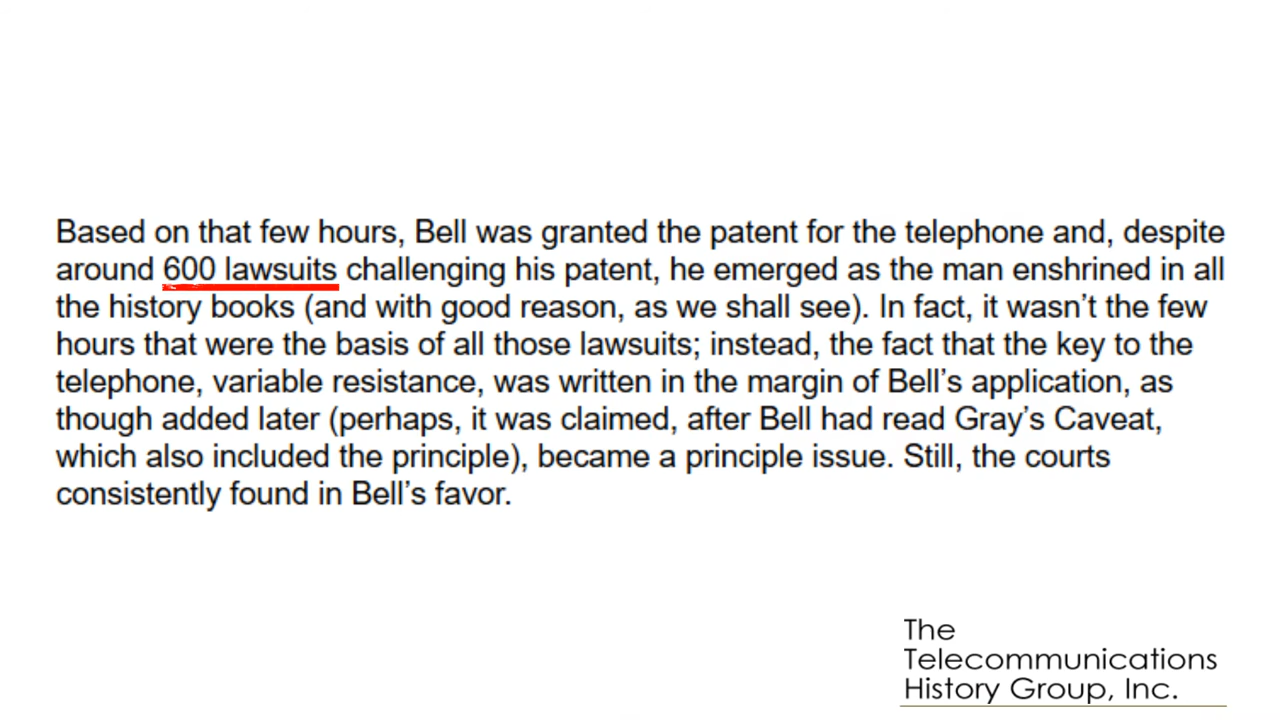 Based on that few hours, Bell was granted the patent for the telephone and, despite
around 600 lawsuits challenging his patent, he emerged as the man enshrined in all
the history books (and with good reason, as we shall see). In fact, it wasn’t the few
hours that were the basis of all those lawsuits; instead, the fact that the key to the
telephone, variable resistance, was written in the margin of Bell’s application, as
though added later (perhaps, it was claimed, after Bell had read Gray’s Caveat,
which also included the principle), became a principle issue. Still, the courts
consistently found in Bell’s favor.
The
Telecommunications
History Group, Inc.